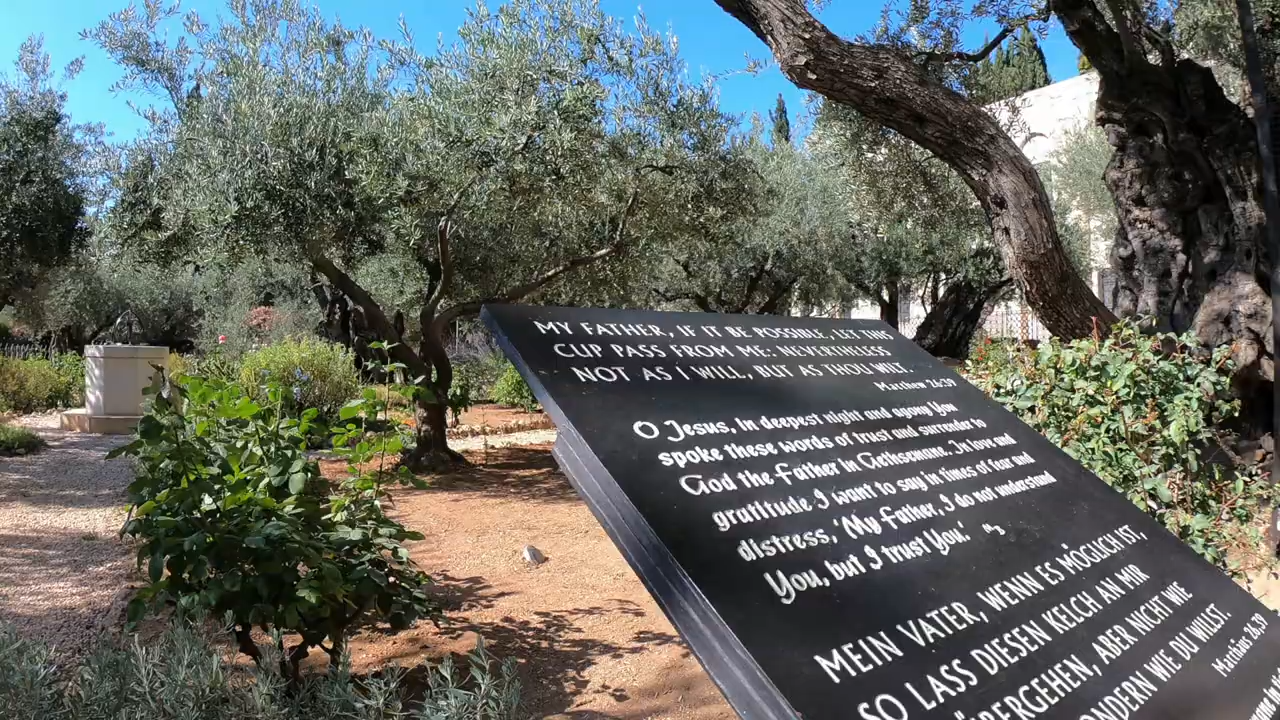 MY FATHER, IF IT BE POSSIBLE, LET THIS
CUP PASS FROM ME: NEVERTHELESS
NOT AS I WILL, BUT AS THOU WILT.
Matthew 26:39
O Jesus, in deepest night and agony You
spoke these words of trust and surrender to
God the Father in Gethsemane. In love and
gratitude I want to say in times of fear and
distress, 'My Father, I do not understand
You, but I trust You.'
MEIN VATER, WENN ES MÖGLICH IST,
SO LASS DIESEN KELCH AN MIR
ABER NICHT WIE
WIE DU WILLST.
Matthäus 26,39